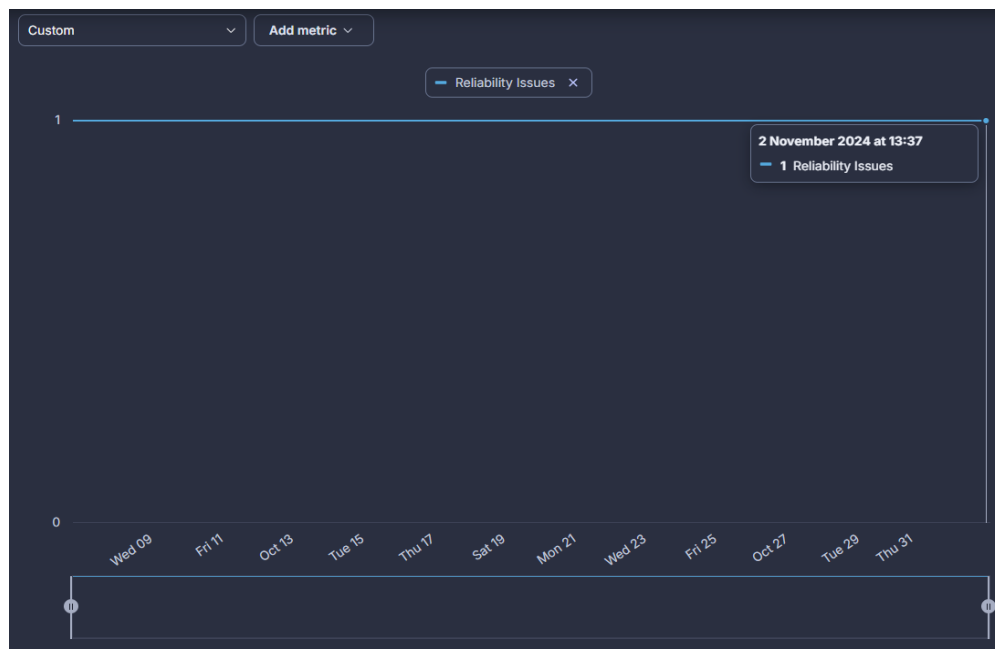 Custom
Add metric
Reliability Issues
1
2 November 2024 at 13:37
1 Reliability Issues
0
Wed 09
Fri 11
Oct 13
Tue 15
Thu 17
Sat 19
Mon 21
Wed 23
Fri 25
Oct 27
Tue 29
Thu 31